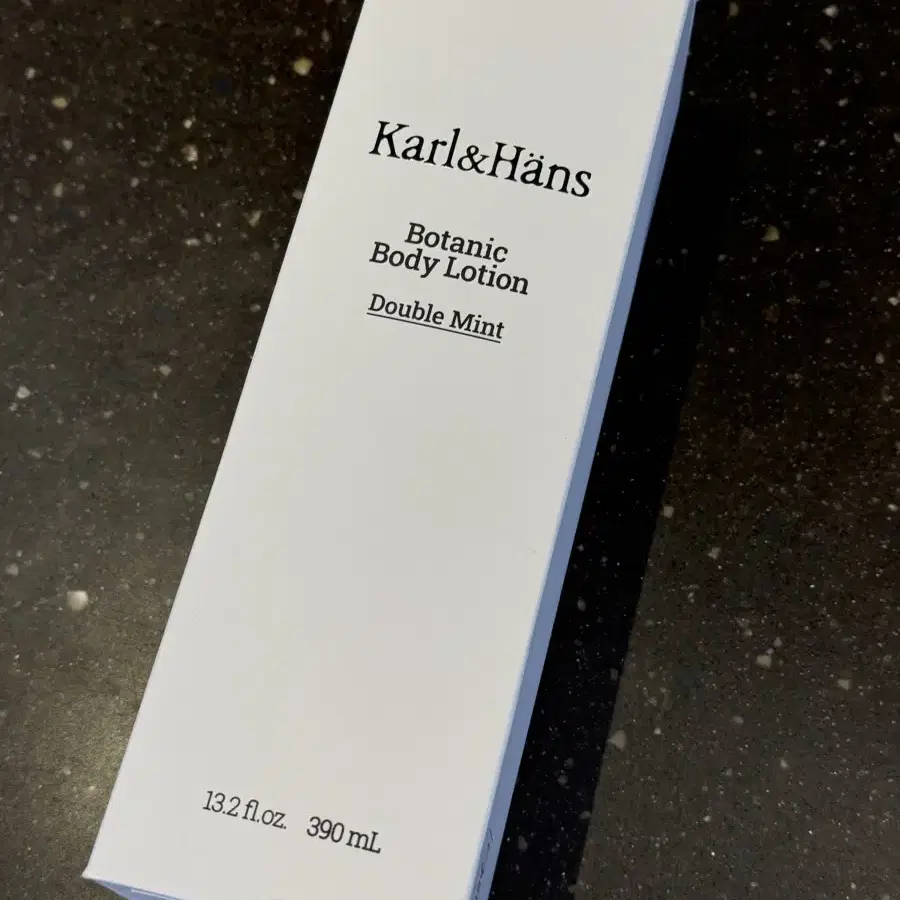 Karl&Häns
Botanic
Body Lotion
Double Mint
13.2 fl.oz. 390 mL